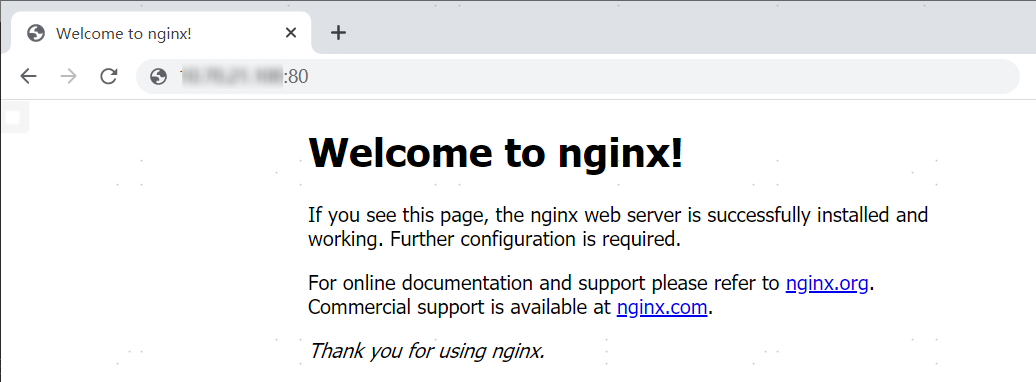 Welcome to nginx!
:80
Welcome to nginx!
If you see this page, the nginx web server is successfully installed and
working. Further configuration is required.
For online documentation and support please refer to nginx.org.
Commercial support is available at nginx.com.
Thank you for using nginx.